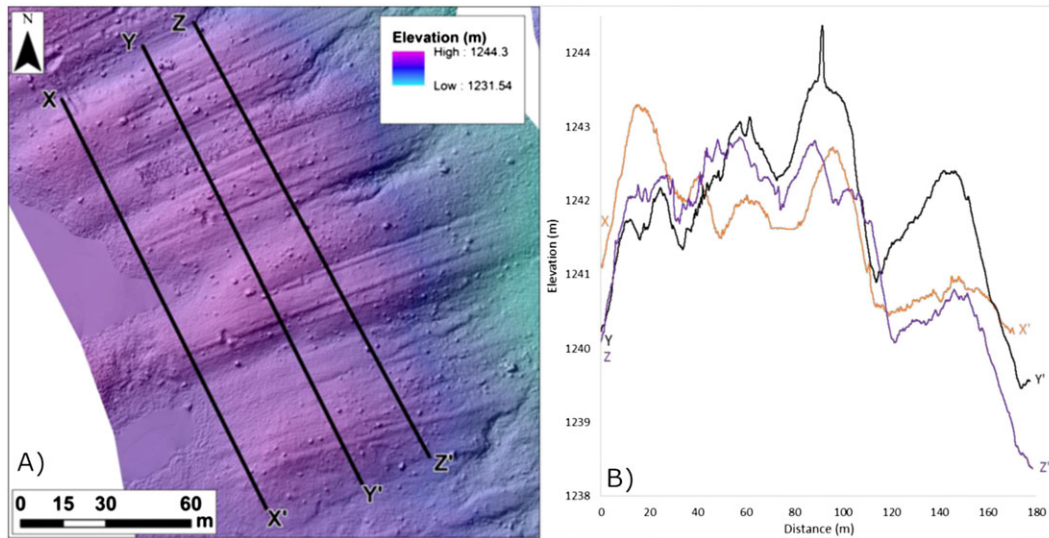 N
Elevation (m)
High : 1244.3
Low : 1231.54
X
Y
Z
X'
Y'
Z'
A)
0 15 30 60
m
Elevation (m)
1244
1243
1242
1241
1240
1239
1238
X
Y
Z
X'
Y'
Z'
B)
0 20 40 60 80 100 120 140 160 180
Distance (m)